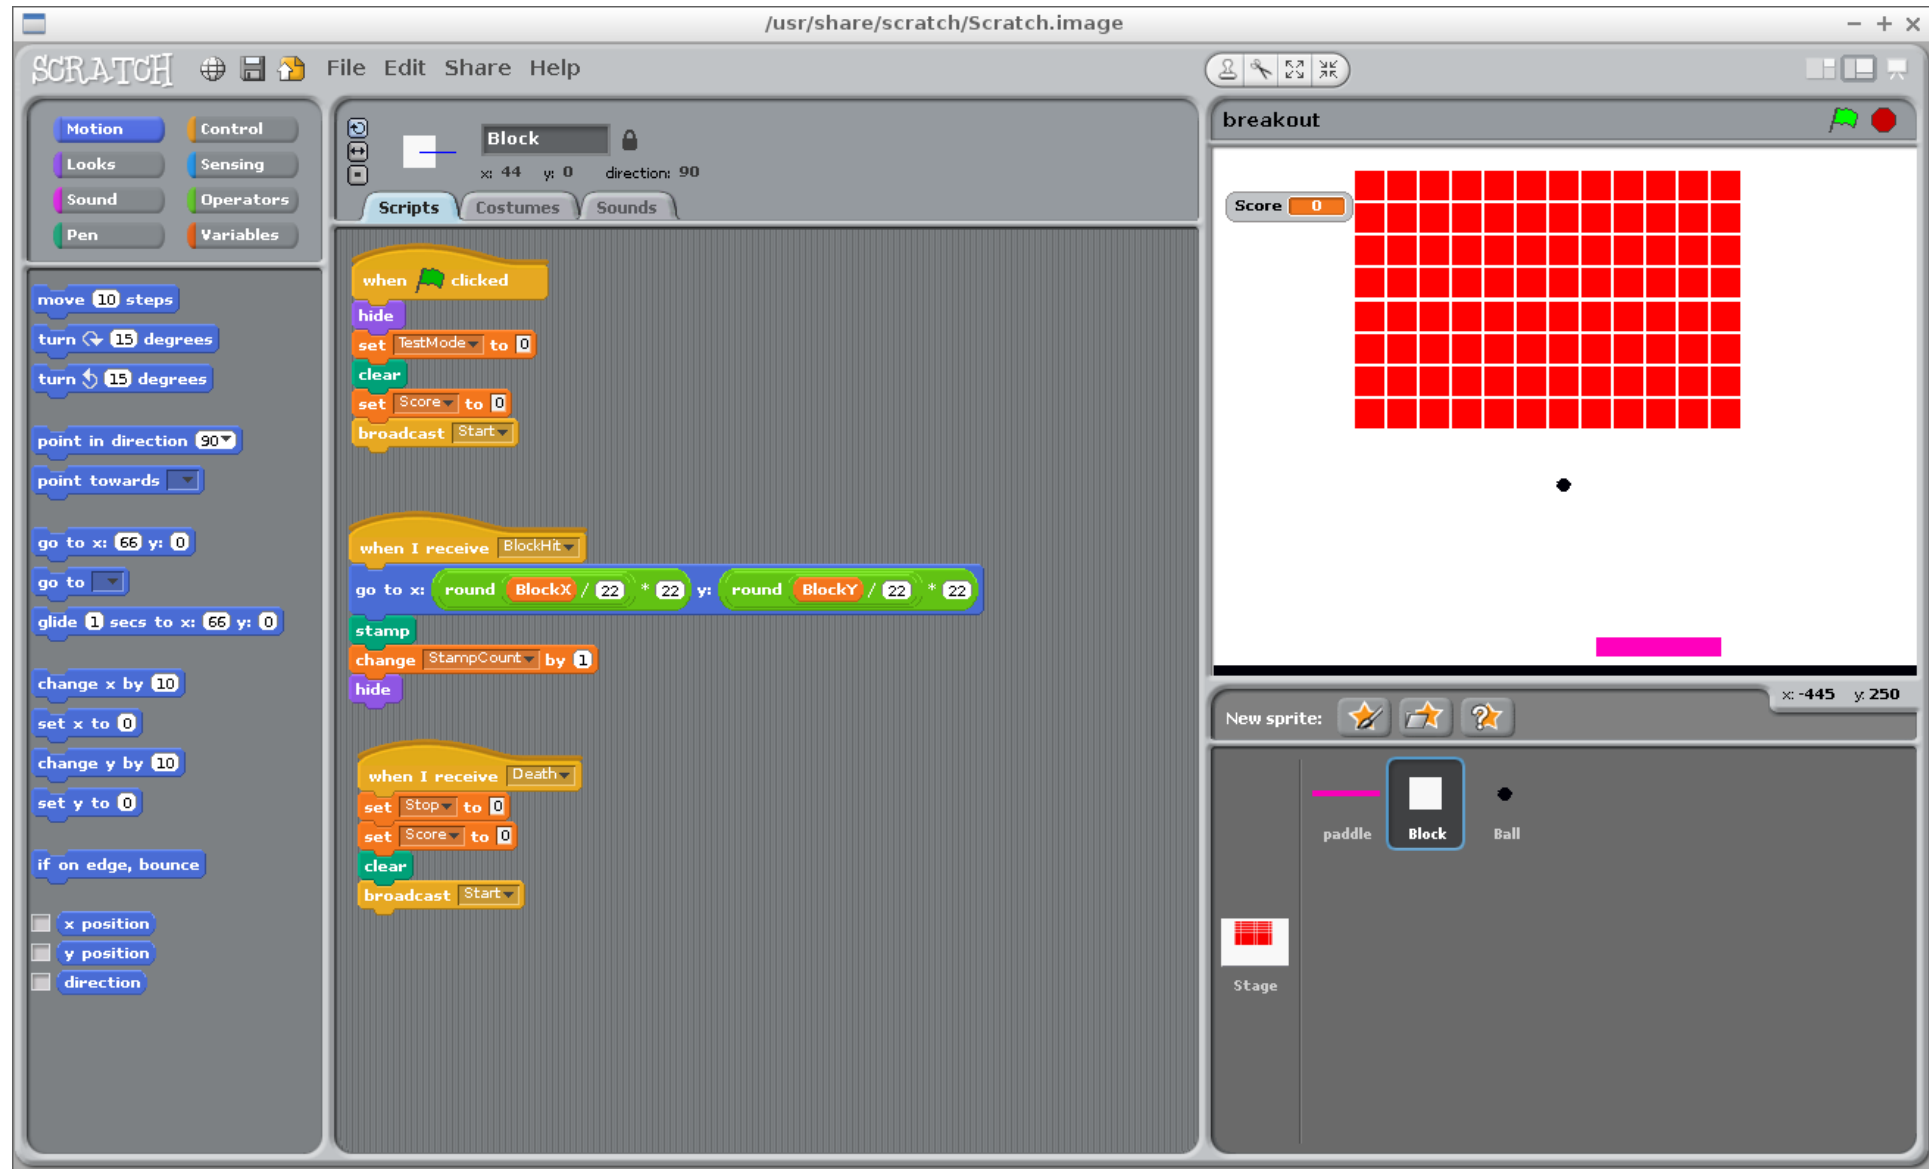 /usr/share/scratch/Scratch.image
SCRATCH File Edit Share Help
Motion Control
Looks Sensing
Sound Operators
Pen Variables
move 10 steps
turn 15 degrees
turn 15 degrees
point in direction 90
point towards
go to x: 66 y: 0
go to
glide 1 secs to x: 66 y: 0
change x by 10
set x to 0
change y by 10
set y to 0
if on edge, bounce
x position
y position
direction
Block
x: 44 y: 0 direction: 90
Scripts Costumes Sounds
when clicked
hide
set TestMode to 0
clear
set Score to 0
broadcast Start
when I receive BlockHit
go to x: round BlockX / 22 * 22 y: round BlockY / 22 * 22
stamp
change StampCount by 1
hide
when I receive Death
set Stop to 0
set Score to 0
clear
broadcast Start
breakout
Score 0
x: -445 y: 250
New sprite:
paddle Block Ball
Stage